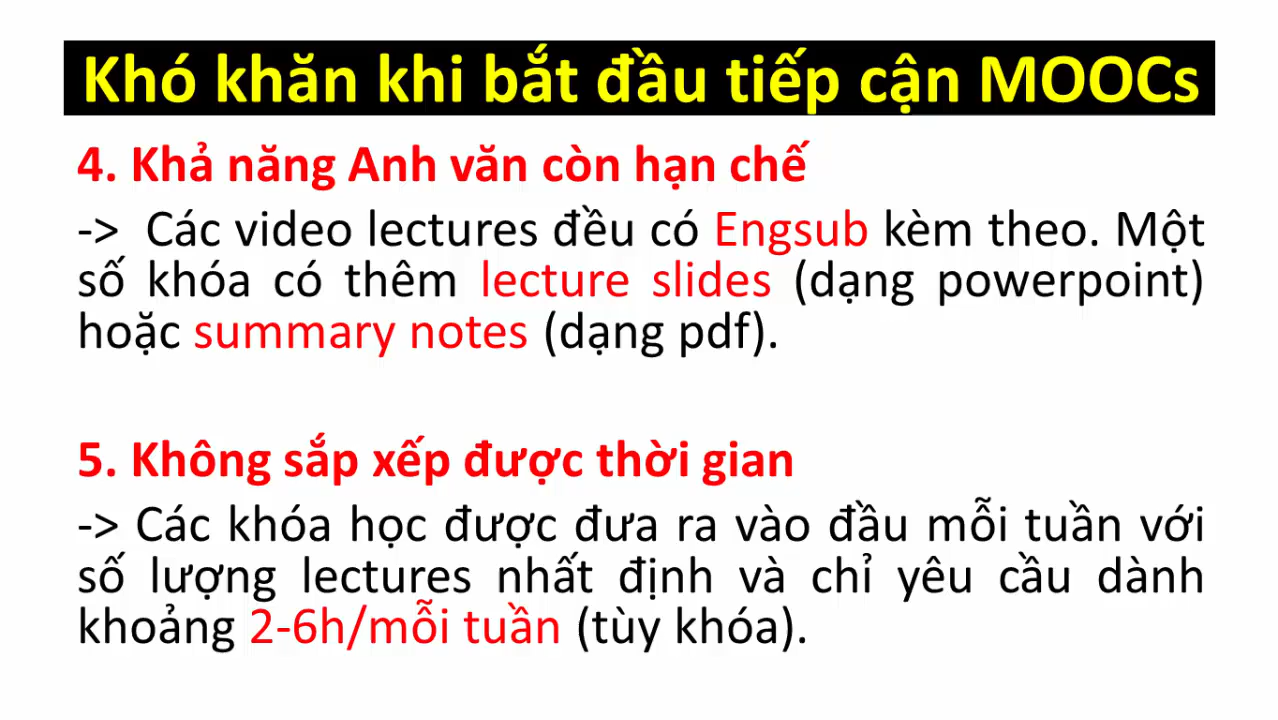 Khó khăn khi bắt đầu tiếp cận MOOCs
4. Khả năng Anh văn còn hạn chế
-> Các video lectures đều có Engsub kèm theo. Một
số khóa có thêm lecture slides (dạng powerpoint)
hoặc summary notes (dạng pdf).
5. Không sắp xếp được thời gian
-> Các khóa học được đưa ra vào đầu mỗi tuần với
số lượng lectures nhất định và chỉ yêu cầu dành
khoảng 2-6h/mỗi tuần (tùy khóa).